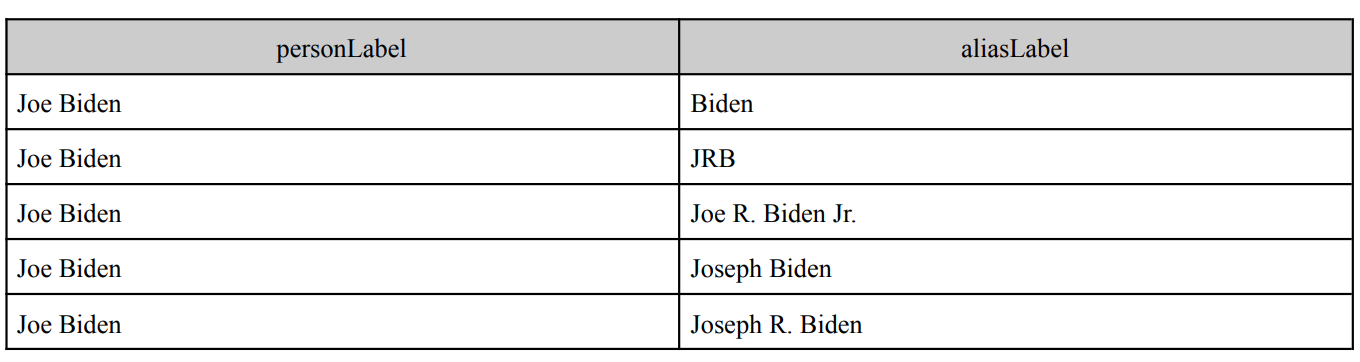 personLabel aliasLabel
Joe Biden Biden
Joe Biden JRB
Joe Biden Joe R. Biden Jr.
Joe Biden Joseph Biden
Joe Biden Joseph R. Biden